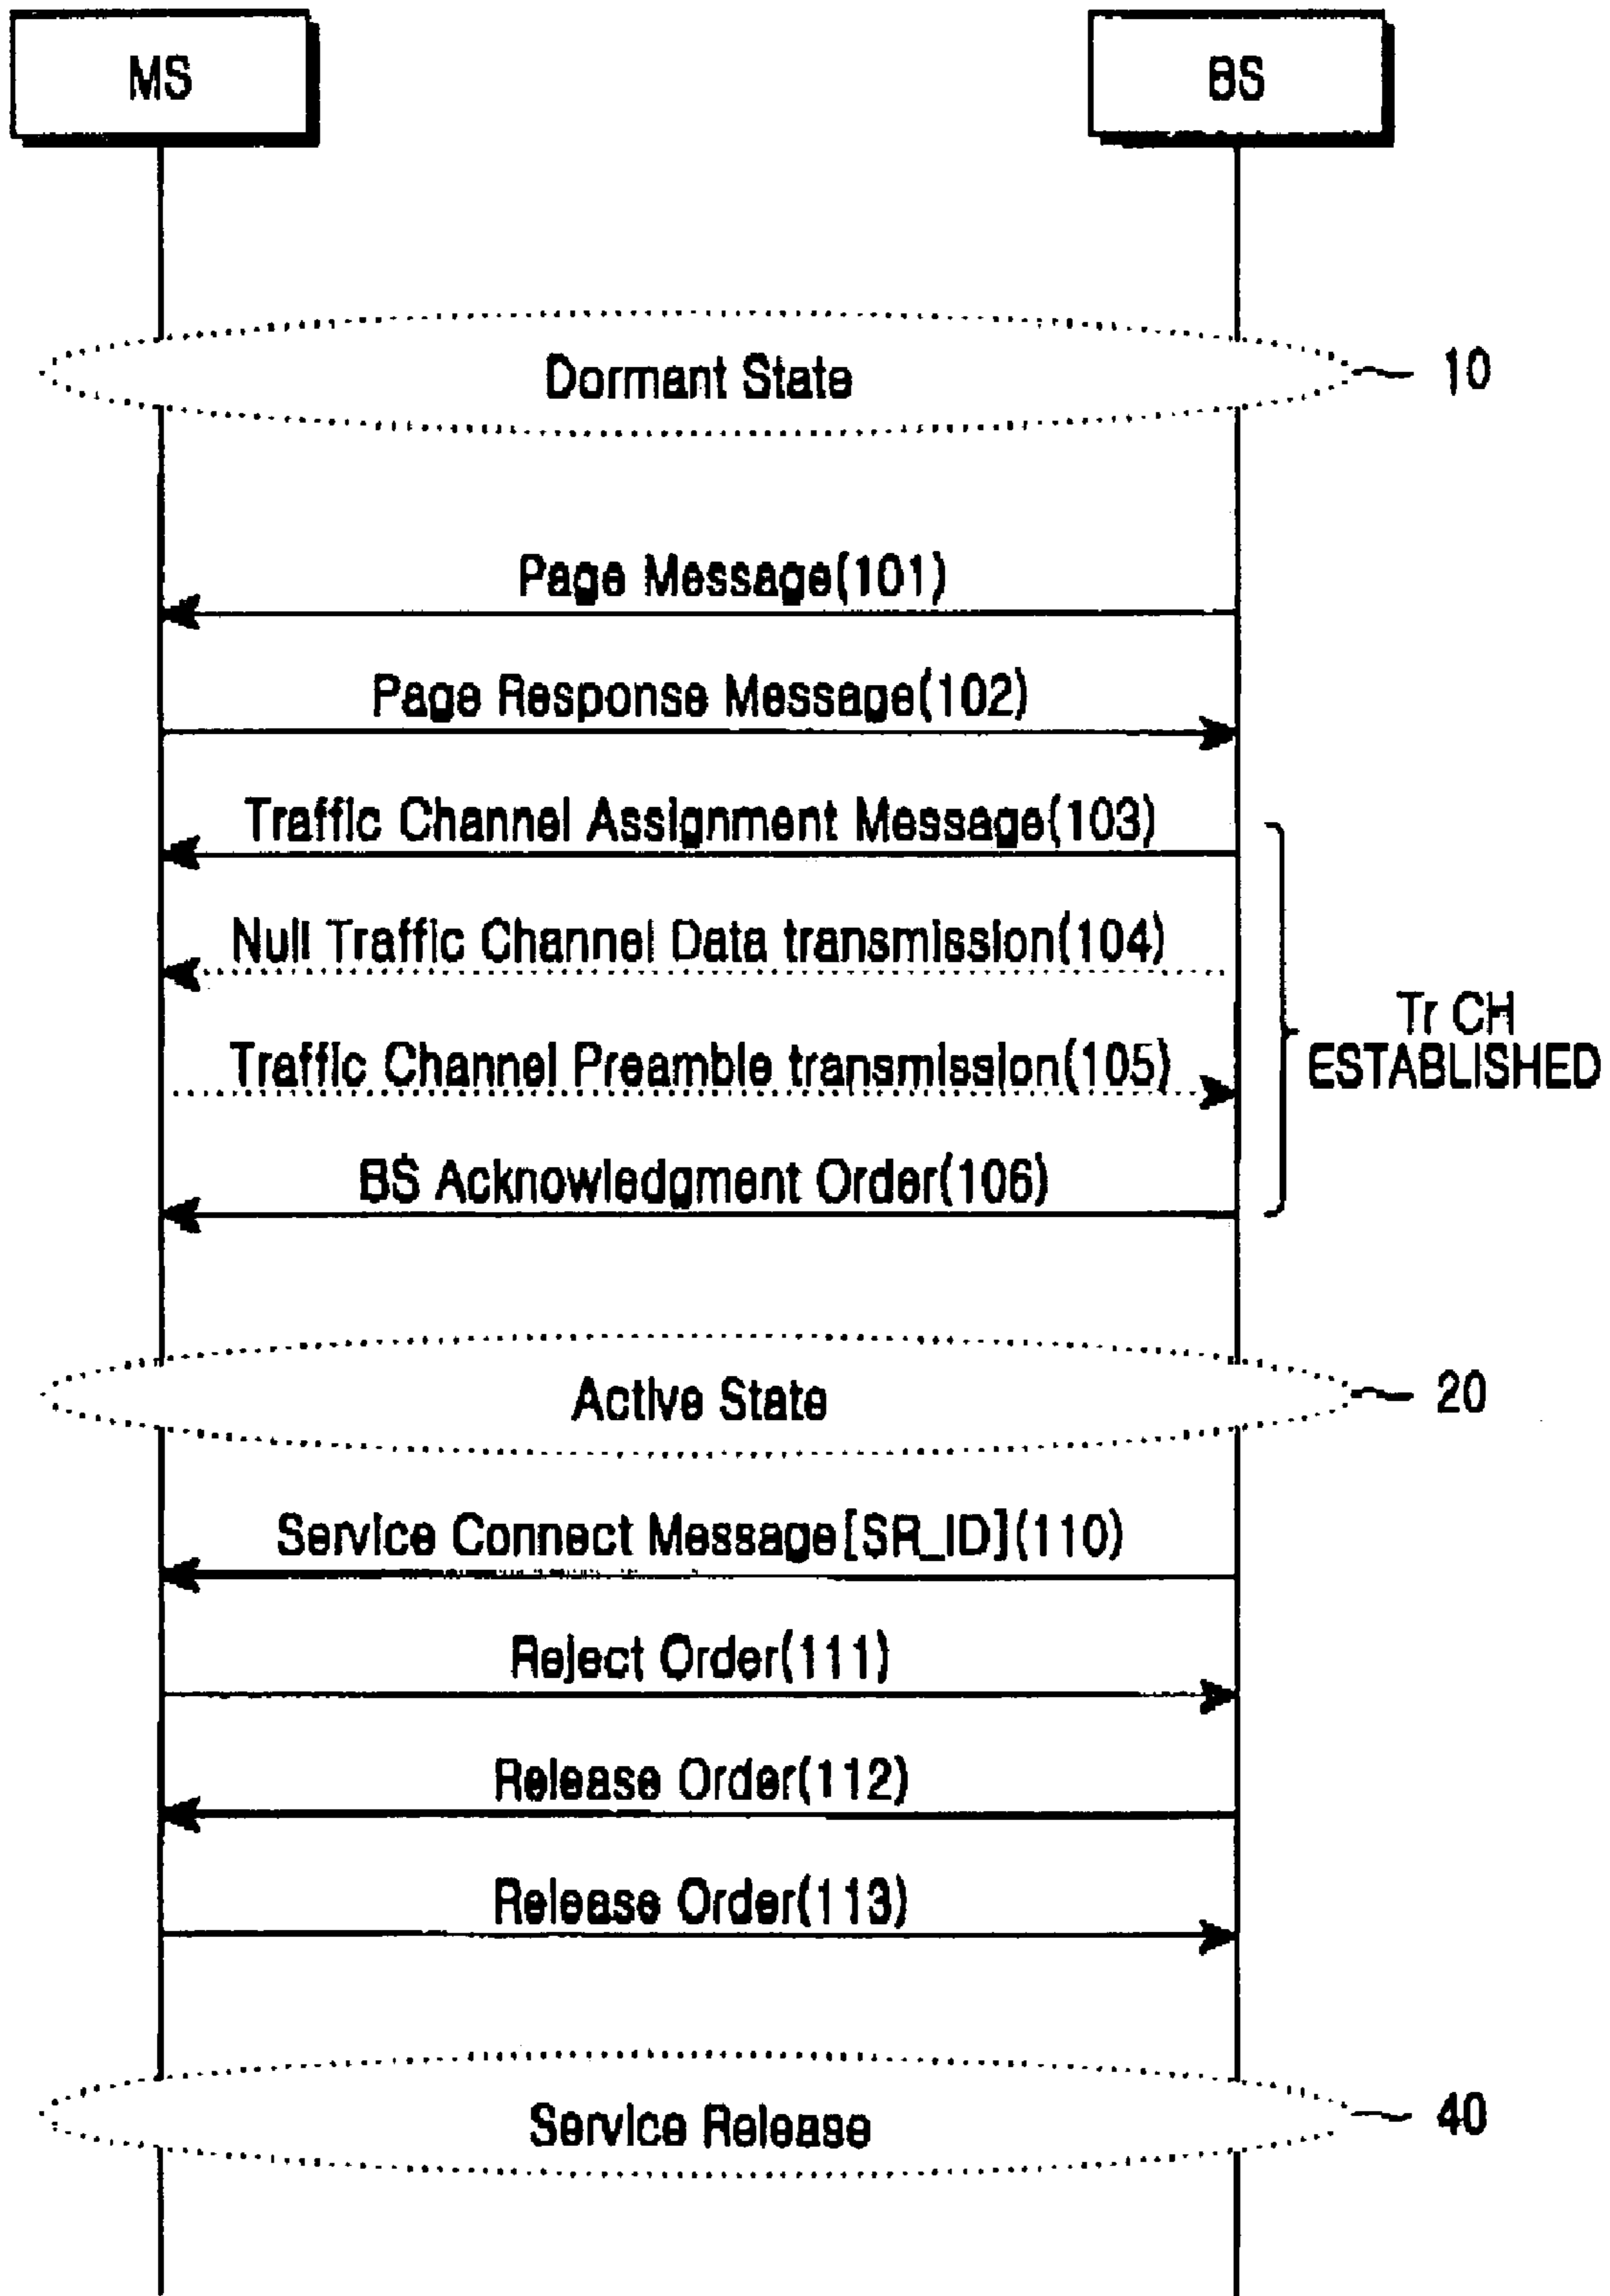 MS
BS
Dormant State
10
Page Message(101)
Page Response Message(102)
Traffic Channel Assignment Message(103)
Null Traffic Channel Data transmission(104)
Traffic Channel Preamble transmission(105)
Tr CH
ESTABLISHED
BS Acknowledgment Order(106)
Active State
20
Service Connect Message[SR_ID](110)
Reject Order(111)
Release Order(112)
Release Order(113)
Service Release
40